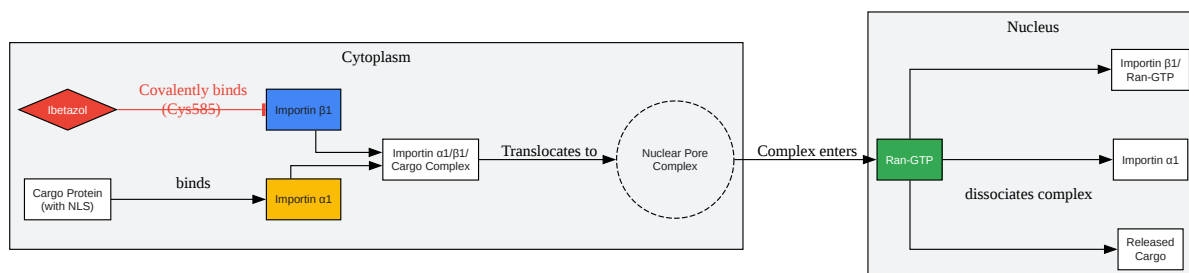 Cytoplasm
Nucleus
Ibetazol
Covalently binds
(Cys585)
Importin β1
Cargo Protein
(with NLS)
binds
Importin α1
Importin α1/β1/
Cargo Complex
Translocates to
Nuclear Pore
Complex
Complex enters
Ran-GTP
dissociates complex
Importin β1/
Ran-GTP
Importin α1
Released
Cargo